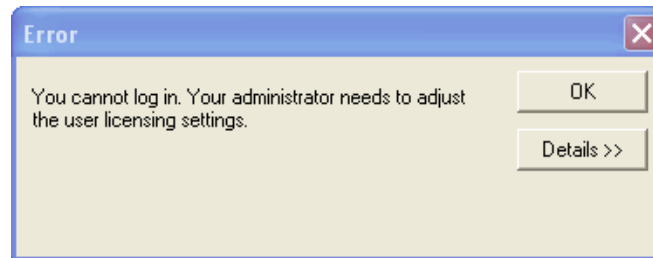 Error
You cannot log in. Your administrator needs to adjust
the user licensing settings.
OK
Details >>